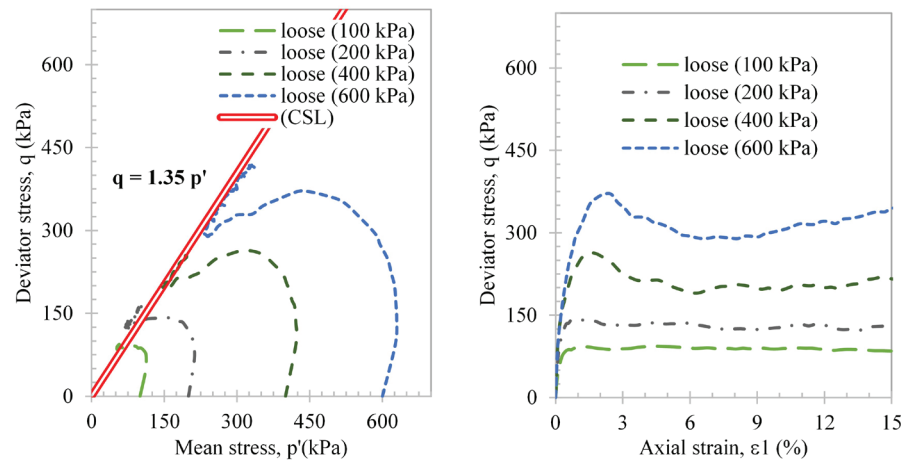 loose (100 kPa)
loose (200 kPa)
loose (400 kPa)
loose (600 kPa)
(CSL)
q = 1.35 p'
Deviator stress, q (kPa)
600
450
300
150
0
0
150
300
450
600
Mean stress, p'(kPa)
loose (100 kPa)
loose (200 kPa)
loose (400 kPa)
loose (600 kPa)
Deviator stress, q (kPa)
600
450
300
150
0
0
3
6
9
12
15
Axial strain, ε1 (%)